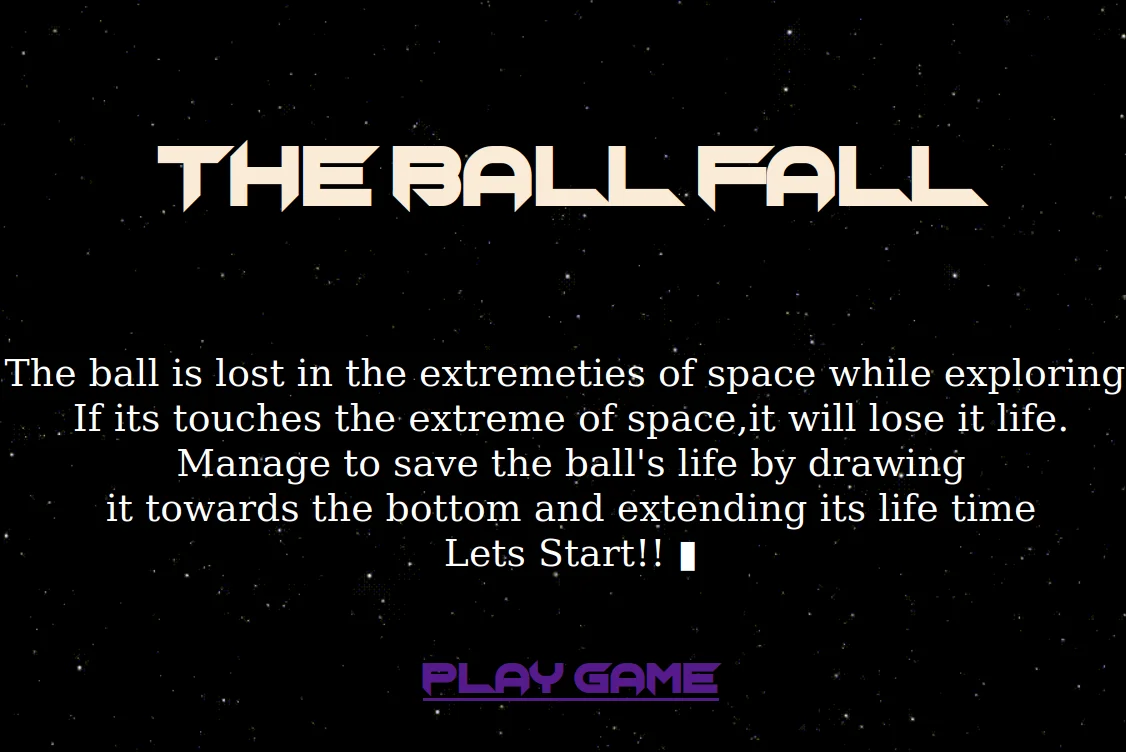 THE BALL FALL
The ball is lost in the extremeties of space while exploring
If its touches the extreme of space,it will lose it life.
Manage to save the ball's life by drawing
it towards the bottom and extending its life time
Lets Start!! ▮
PLAY GAME